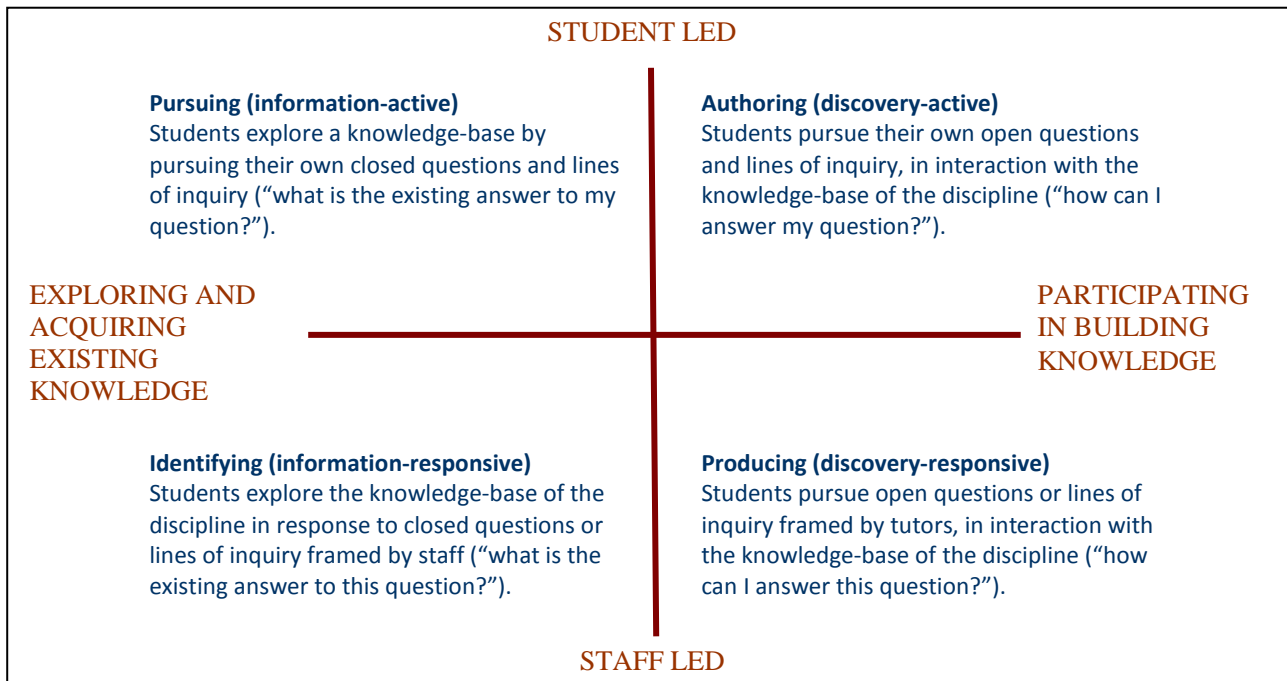 STUDENT LED
Pursuing (information-active)
Students explore a knowledge-base by
pursuing their own closed questions and lines
of inquiry (“what is the existing answer to my
question?”).
Authoring (discovery-active)
Students pursue their own open questions
and lines of inquiry, in interaction with the
knowledge-base of the discipline (“how can I
answer my question?”).
EXPLORING AND
ACQUIRING
EXISTING
KNOWLEDGE
PARTICIPATING
IN BUILDING
KNOWLEDGE
Identifying (information-responsive)
Students explore the knowledge-base of the
discipline in response to closed questions or
lines of inquiry framed by staff (“what is the
existing answer to this question?”).
Producing (discovery-responsive)
Students pursue open questions or lines of
inquiry framed by tutors, in interaction with
the knowledge-base of the discipline (“how
can I answer this question?”).
STAFF LED